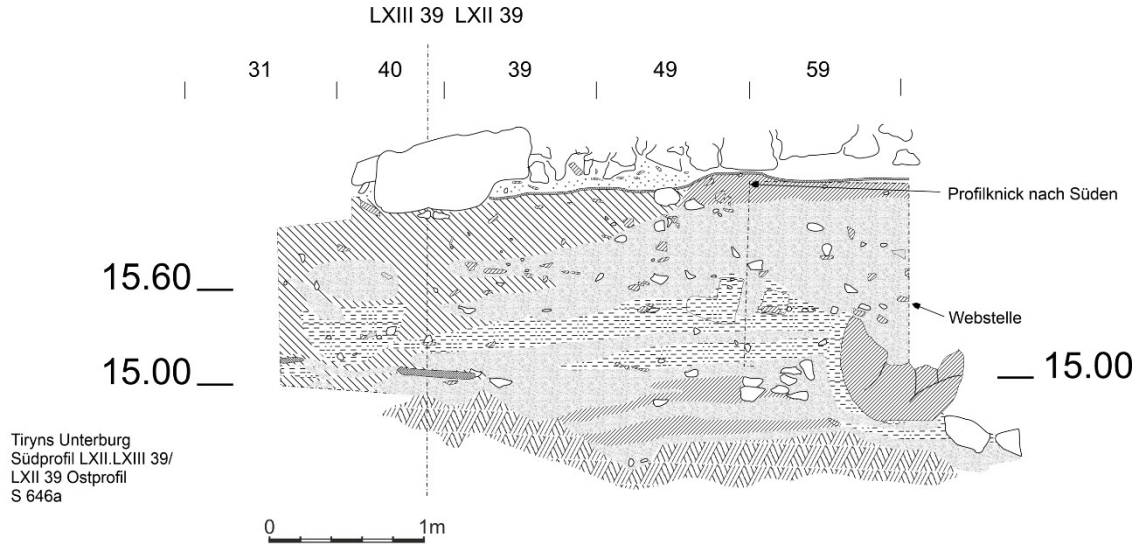 LXIII 39 LXII 39
31 40 39 49 59
Profilknick nach Süden
15.60
Webstelle
15.00 15.00
Tiryns Unterburg
Südprofil LXII.LXIII 39/
LXII 39 Ostprofil
S 646a
0 1m